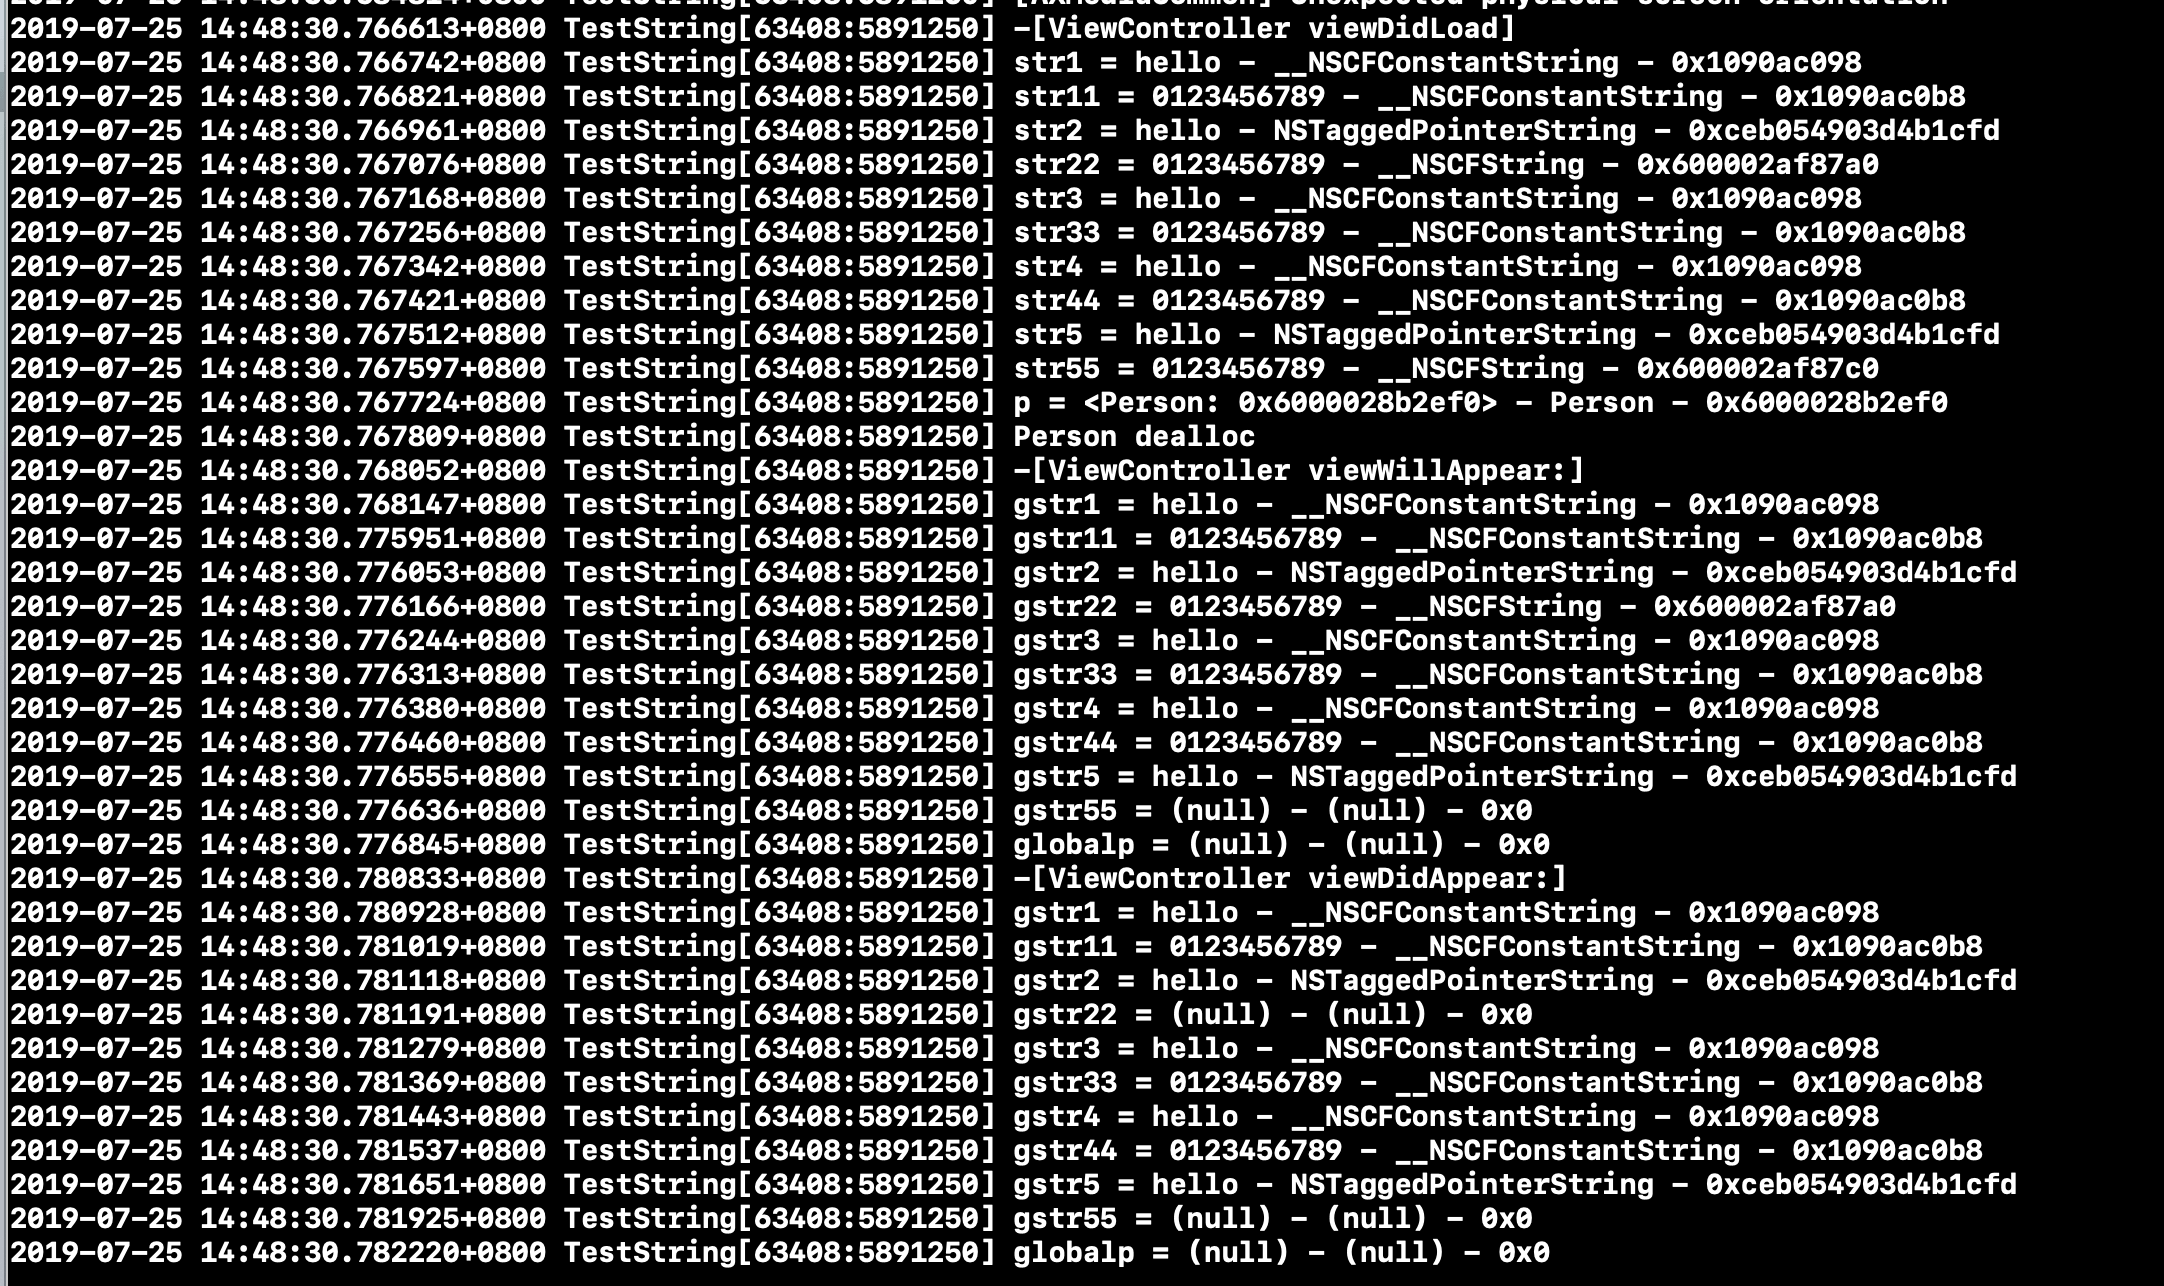 2019-07-25 14:48:30.766613+0800 TestString[63408:5891250] -[ViewController viewDidLoad]
2019-07-25 14:48:30.766742+0800 TestString[63408:5891250] str1 = hello - __NSCFConstantString - 0x1090ac098
2019-07-25 14:48:30.766821+0800 TestString[63408:5891250] str11 = 0123456789 - __NSCFConstantString - 0x1090ac0b8
2019-07-25 14:48:30.766961+0800 TestString[63408:5891250] str2 = hello - NSTaggedPointerString - 0xceb054903d4b1cfd
2019-07-25 14:48:30.767076+0800 TestString[63408:5891250] str22 = 0123456789 - __NSCFString - 0x600002af87a0
2019-07-25 14:48:30.767168+0800 TestString[63408:5891250] str3 = hello - __NSCFConstantString - 0x1090ac098
2019-07-25 14:48:30.767256+0800 TestString[63408:5891250] str33 = 0123456789 - __NSCFConstantString - 0x1090ac0b8
2019-07-25 14:48:30.767342+0800 TestString[63408:5891250] str4 = hello - __NSCFConstantString - 0x1090ac098
2019-07-25 14:48:30.767421+0800 TestString[63408:5891250] str44 = 0123456789 - __NSCFConstantString - 0x1090ac0b8
2019-07-25 14:48:30.767512+0800 TestString[63408:5891250] str5 = hello - NSTaggedPointerString - 0xceb054903d4b1cfd
2019-07-25 14:48:30.767597+0800 TestString[63408:5891250] str55 = 0123456789 - __NSCFString - 0x600002af87c0
2019-07-25 14:48:30.767724+0800 TestString[63408:5891250] p = <Person: 0x6000028b2ef0> - Person - 0x6000028b2ef0
2019-07-25 14:48:30.767809+0800 TestString[63408:5891250] Person dealloc
2019-07-25 14:48:30.768052+0800 TestString[63408:5891250] -[ViewController viewWillAppear:]
2019-07-25 14:48:30.768147+0800 TestString[63408:5891250] gstr1 = hello - __NSCFConstantString - 0x1090ac098
2019-07-25 14:48:30.775951+0800 TestString[63408:5891250] gstr11 = 0123456789 - __NSCFConstantString - 0x1090ac0b8
2019-07-25 14:48:30.776053+0800 TestString[63408:5891250] gstr2 = hello - NSTaggedPointerString - 0xceb054903d4b1cfd
2019-07-25 14:48:30.776166+0800 TestString[63408:5891250] gstr22 = 0123456789 - __NSCFString - 0x600002af87a0
2019-07-25 14:48:30.776244+0800 TestString[63408:5891250] gstr3 = hello - __NSCFConstantString - 0x1090ac098
2019-07-25 14:48:30.776313+0800 TestString[63408:5891250] gstr33 = 0123456789 - __NSCFConstantString - 0x1090ac0b8
2019-07-25 14:48:30.776380+0800 TestString[63408:5891250] gstr4 = hello - __NSCFConstantString - 0x1090ac098
2019-07-25 14:48:30.776460+0800 TestString[63408:5891250] gstr44 = 0123456789 - __NSCFConstantString - 0x1090ac0b8
2019-07-25 14:48:30.776555+0800 TestString[63408:5891250] gstr5 = hello - NSTaggedPointerString - 0xceb054903d4b1cfd
2019-07-25 14:48:30.776636+0800 TestString[63408:5891250] gstr55 = (null) - (null) - 0x0
2019-07-25 14:48:30.776845+0800 TestString[63408:5891250] globalp = (null) - (null) - 0x0
2019-07-25 14:48:30.780833+0800 TestString[63408:5891250] -[ViewController viewDidAppear:]
2019-07-25 14:48:30.780928+0800 TestString[63408:5891250] gstr1 = hello - __NSCFConstantString - 0x1090ac098
2019-07-25 14:48:30.781019+0800 TestString[63408:5891250] gstr11 = 0123456789 - __NSCFConstantString - 0x1090ac0b8
2019-07-25 14:48:30.781118+0800 TestString[63408:5891250] gstr2 = hello - NSTaggedPointerString - 0xceb054903d4b1cfd
2019-07-25 14:48:30.781191+0800 TestString[63408:5891250] gstr22 = (null) - (null) - 0x0
2019-07-25 14:48:30.781279+0800 TestString[63408:5891250] gstr3 = hello - __NSCFConstantString - 0x1090ac098
2019-07-25 14:48:30.781369+0800 TestString[63408:5891250] gstr33 = 0123456789 - __NSCFConstantString - 0x1090ac0b8
2019-07-25 14:48:30.781443+0800 TestString[63408:5891250] gstr4 = hello - __NSCFConstantString - 0x1090ac098
2019-07-25 14:48:30.781537+0800 TestString[63408:5891250] gstr44 = 0123456789 - __NSCFConstantString - 0x1090ac0b8
2019-07-25 14:48:30.781651+0800 TestString[63408:5891250] gstr5 = hello - NSTaggedPointerString - 0xceb054903d4b1cfd
2019-07-25 14:48:30.781925+0800 TestString[63408:5891250] gstr55 = (null) - (null) - 0x0
2019-07-25 14:48:30.782220+0800 TestString[63408:5891250] globalp = (null) - (null) - 0x0